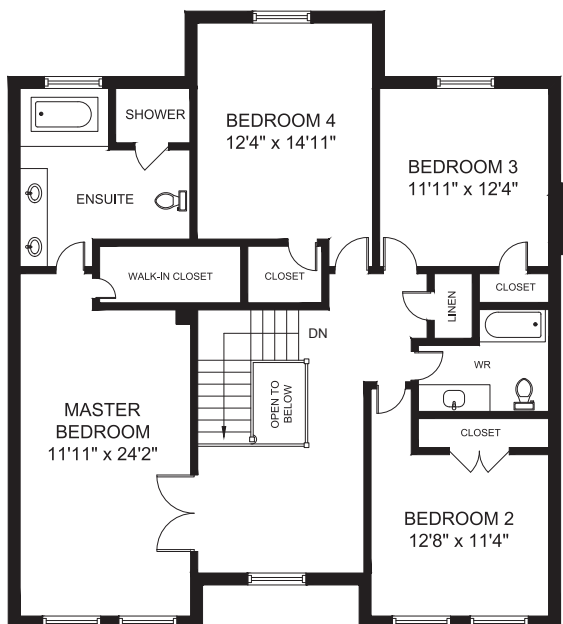 SHOWER
BEDROOM 4
12'4" x 14'11"
BEDROOM 3
11'11" x 12'4"
ENSUITE
WALK-IN CLOSET
CLOSET
CLOSET
LINEN
DN
WR
OPEN TO
BELOW
MASTER
BEDROOM
11'11" x 24'2"
CLOSET
BEDROOM 2
12'8" x 11'4"